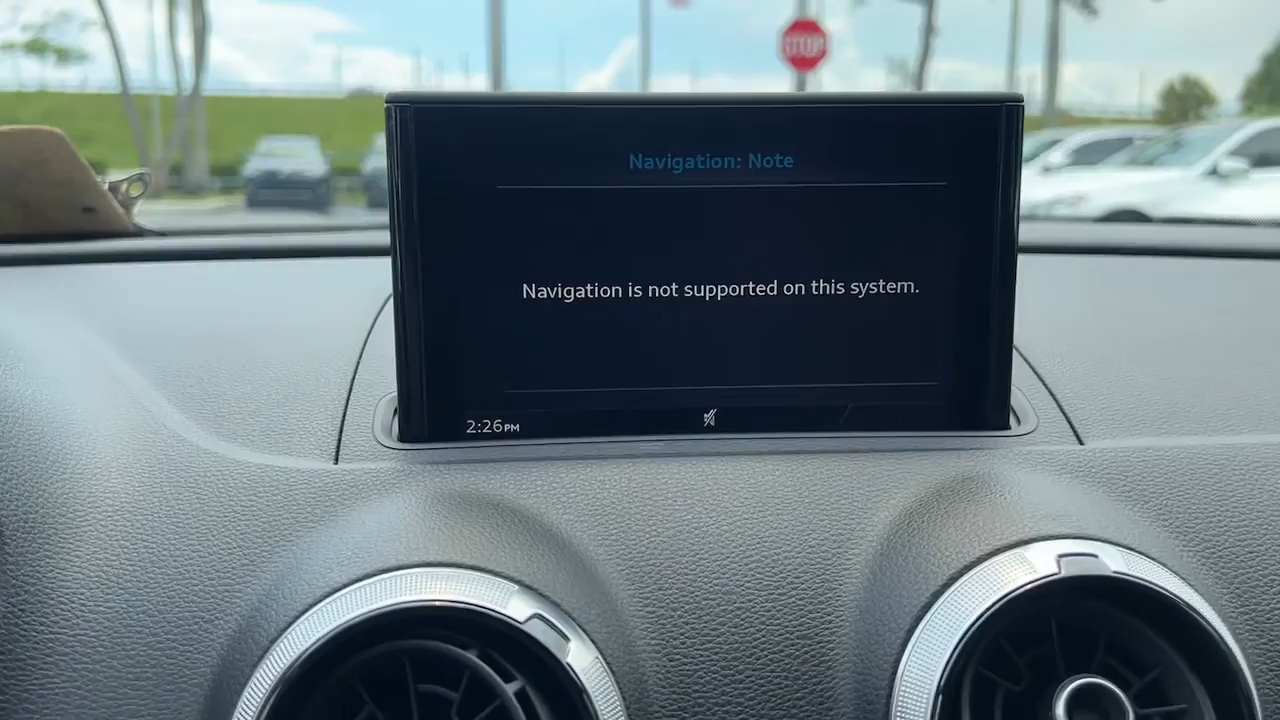 STOP
Navigation: Note
Navigation is not supported on this system.
2:26PM